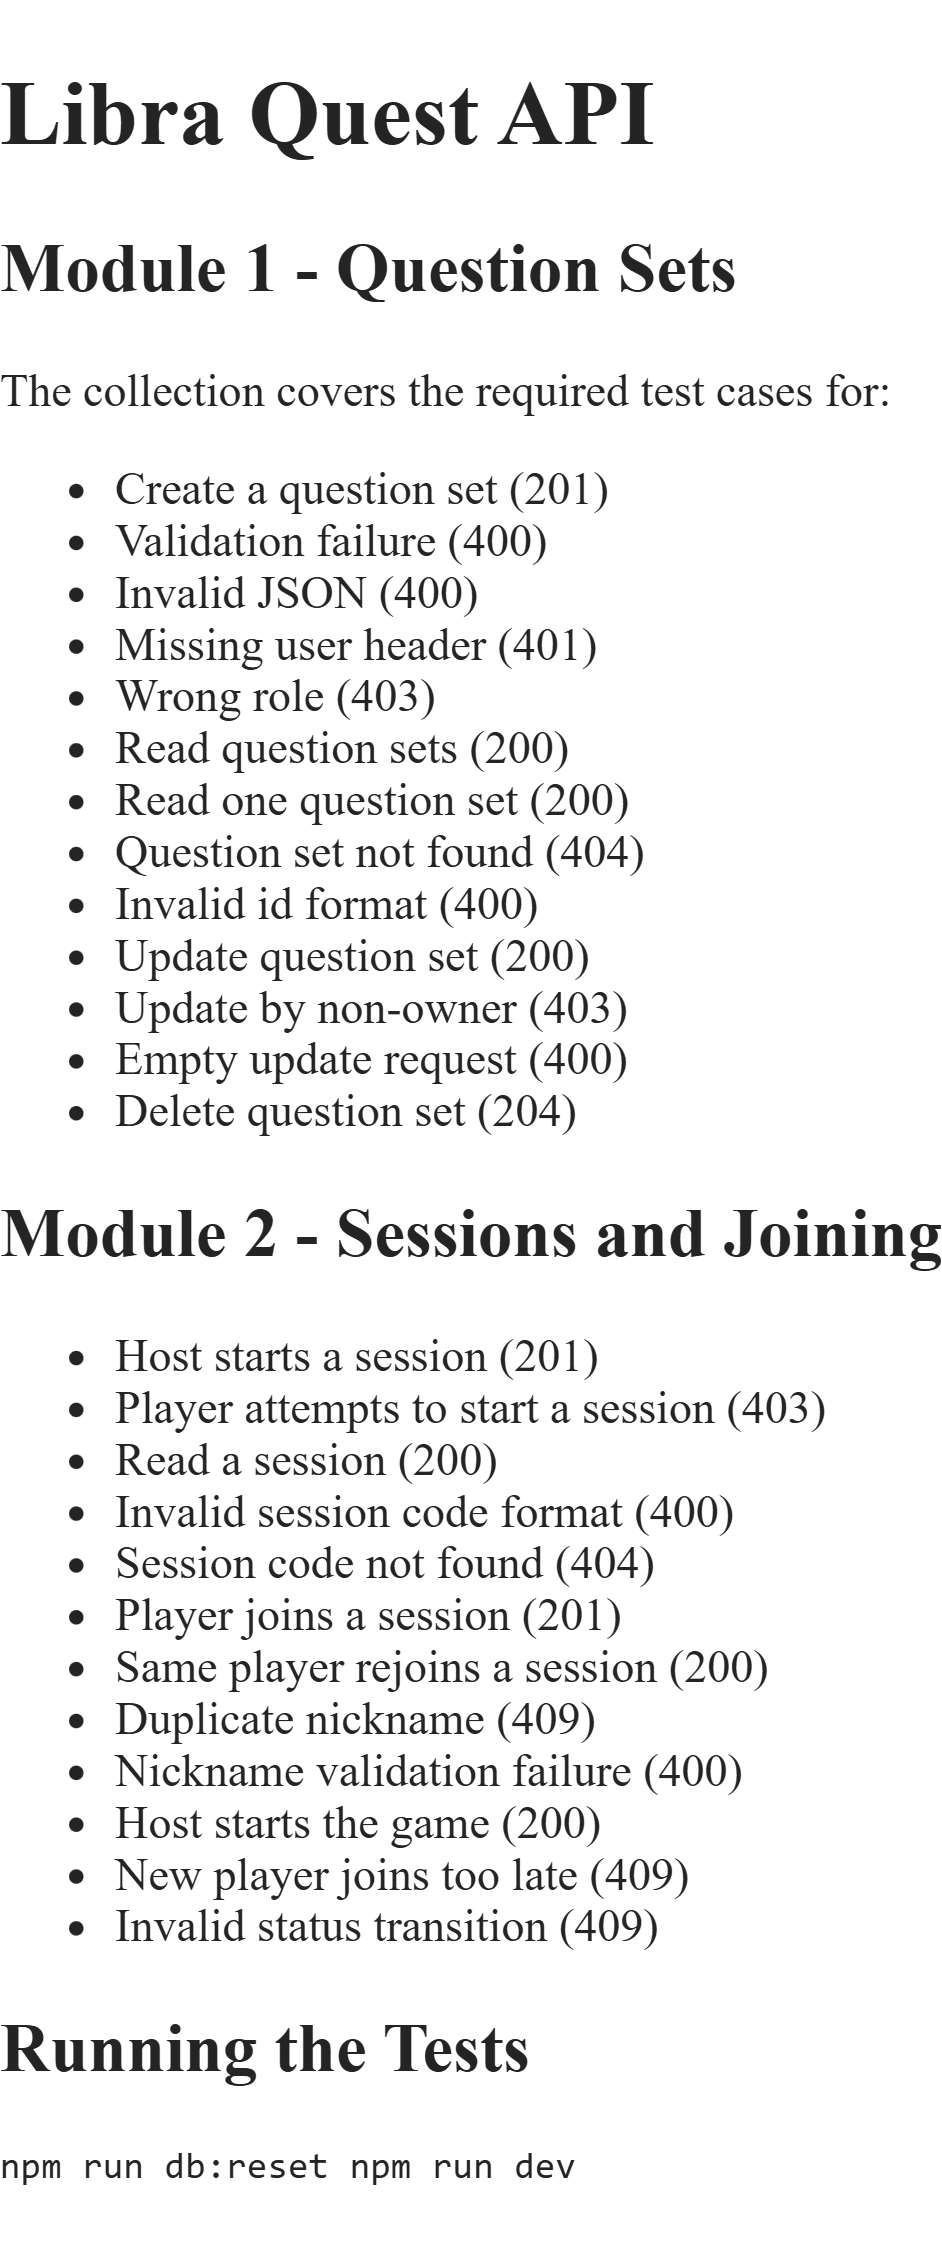 Libra Quest API
Module 1 - Question Sets
The collection covers the required test cases for:
• Create a question set (201)
• Validation failure (400)
• Invalid JSON (400)
• Missing user header (401)
• Wrong role (403)
• Read question sets (200)
• Read one question set (200)
• Question set not found (404)
• Invalid id format (400)
• Update question set (200)
• Update by non-owner (403)
• Empty update request (400)
• Delete question set (204)
Module 2 - Sessions and Joining
• Host starts a session (201)
• Player attempts to start a session (403)
• Read a session (200)
• Invalid session code format (400)
• Session code not found (404)
• Player joins a session (201)
• Same player rejoins a session (200)
• Duplicate nickname (409)
• Nickname validation failure (400)
• Host starts the game (200)
• New player joins too late (409)
• Invalid status transition (409)
Running the Tests
npm run db:reset npm run dev